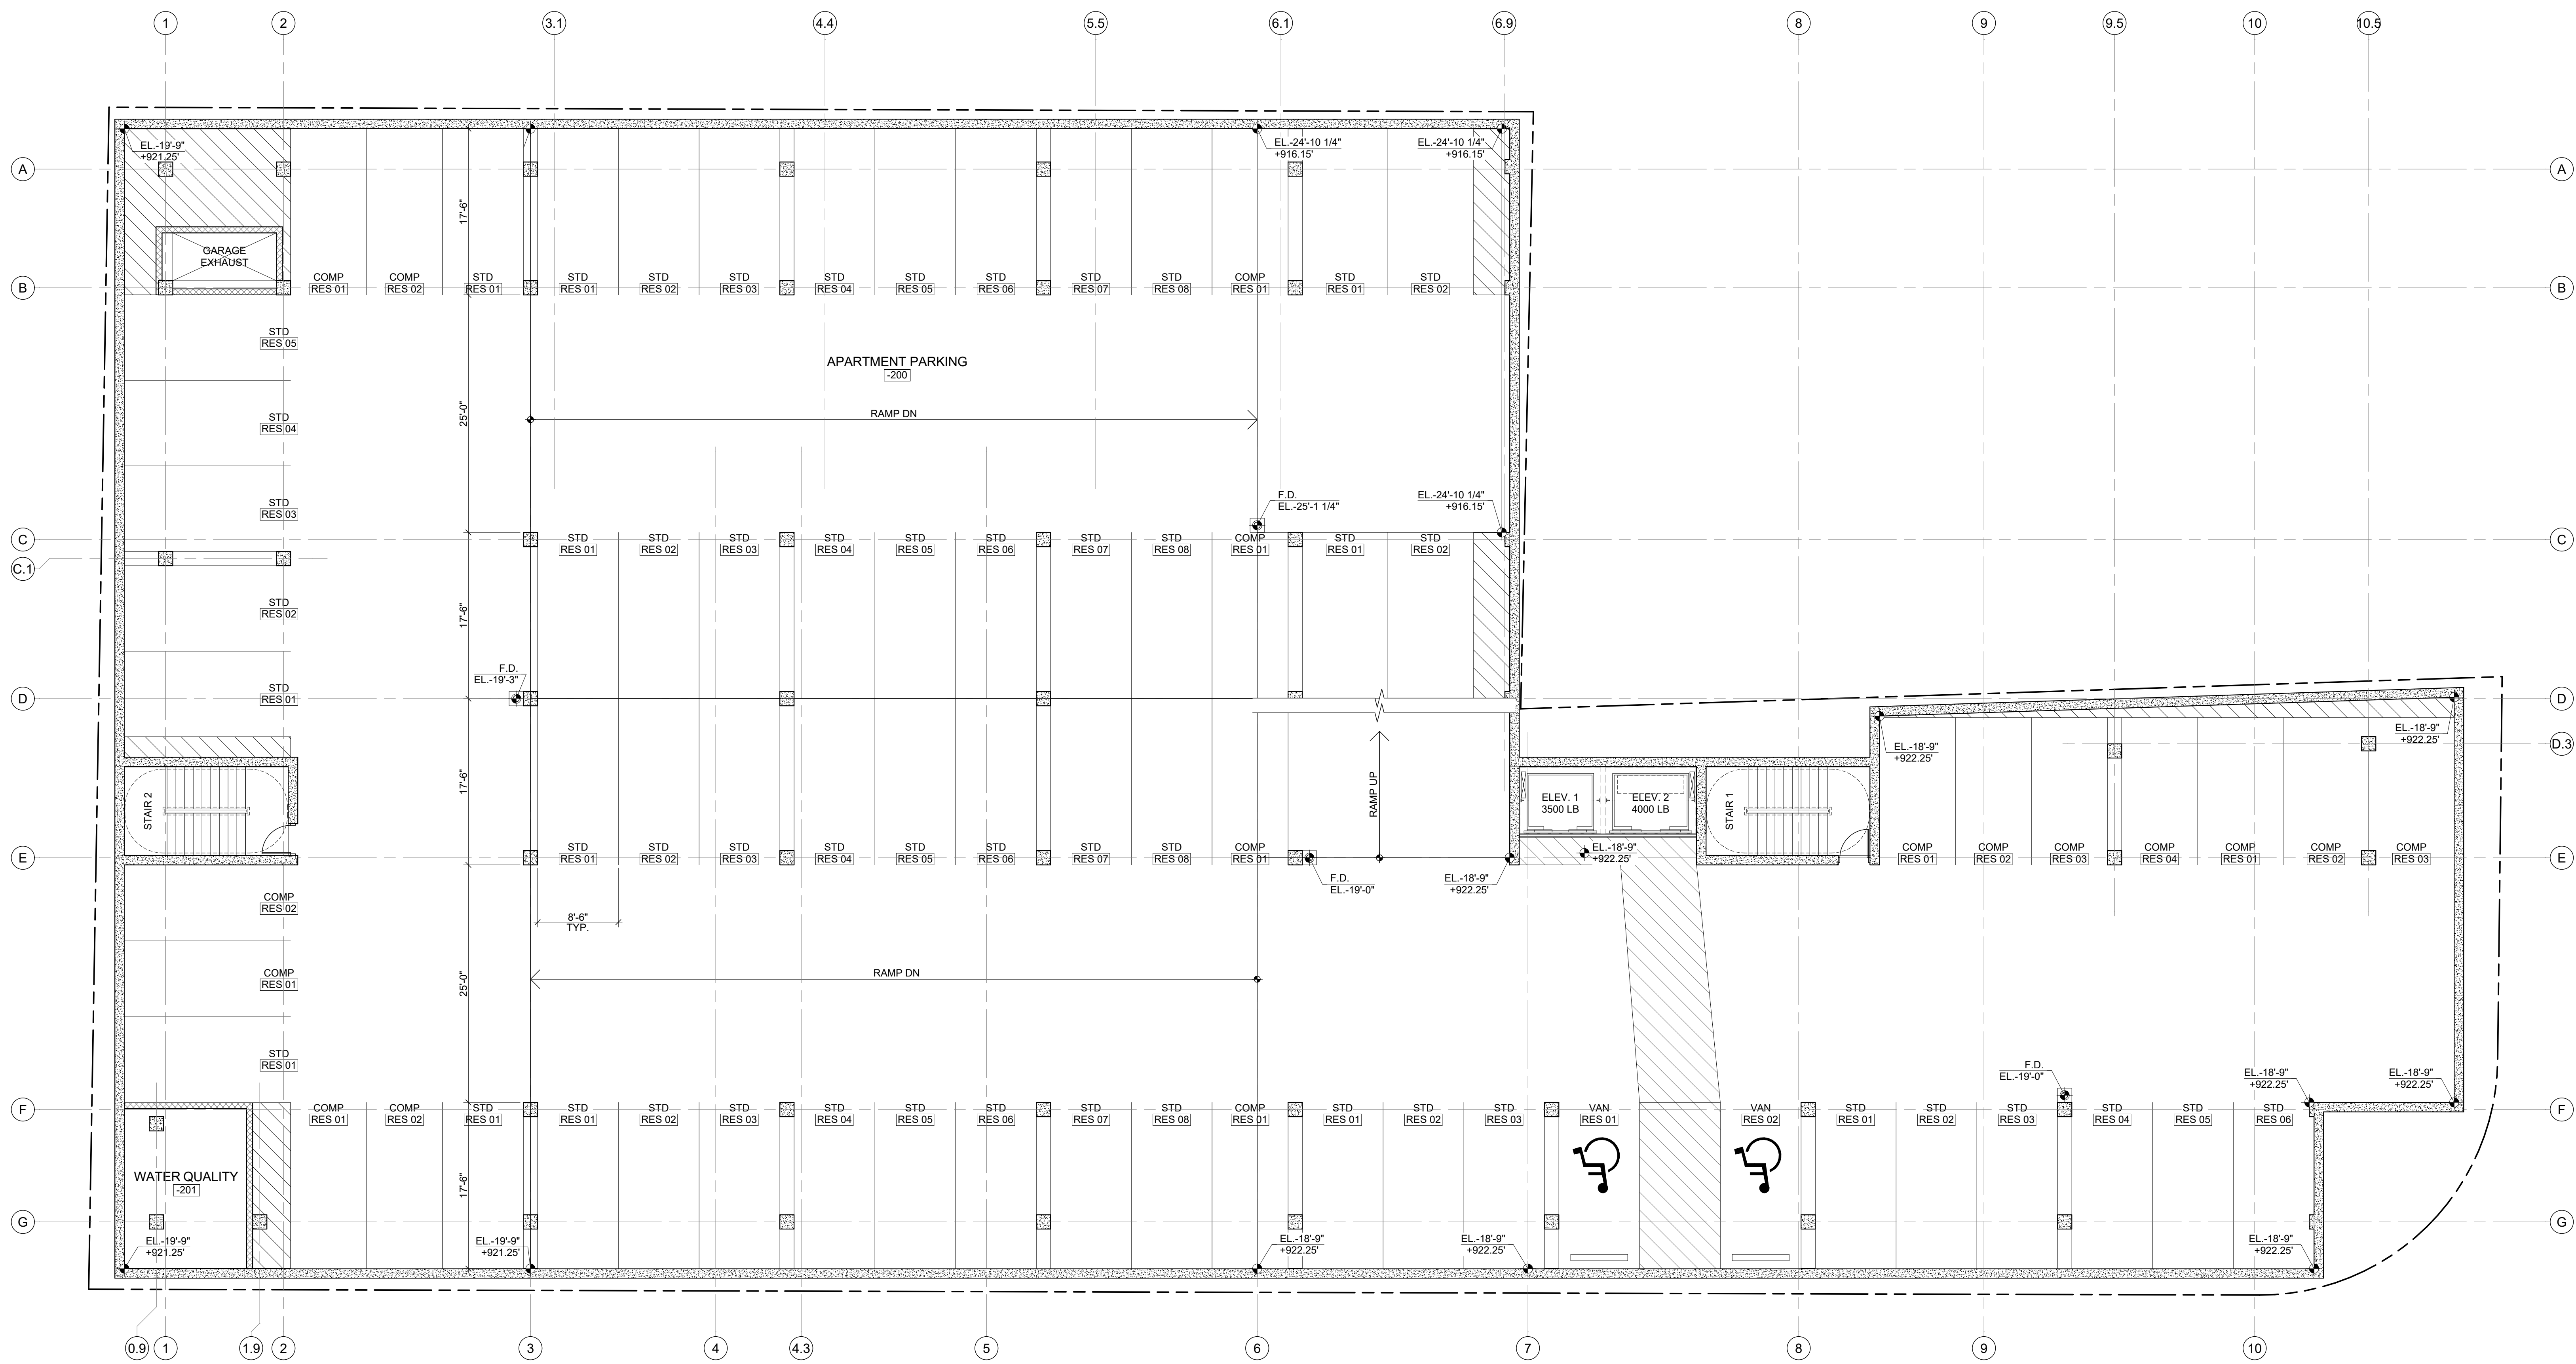 1
2
3.1
4.4
5.5
6.1
6.9
8
9
9.5
10
10.5
EL.-19'-9"
+921.25'
EL.-24'-10 1/4"
+916.15'
EL.-24'-10 1/4"
+916.15'
A
A
17'-6"
GARAGE
EXHAUST
COMP
RES 01
COMP
RES 02
STD
RES 01
STD
RES 01
STD
RES 02
STD
RES 03
STD
RES 04
STD
RES 05
STD
RES 06
STD
RES 07
STD
RES 08
COMP
RES 01
STD
RES 01
STD
RES 02
B
B
STD
RES 05
APARTMENT PARKING
-200
25'-0"
RAMP DN
STD
RES 04
STD
RES 03
F.D.
EL.-25'-1 1/4"
EL.-24'-10 1/4"
+916.15'
C
C
STD
RES 01
STD
RES 02
STD
RES 03
STD
RES 04
STD
RES 05
STD
RES 06
STD
RES 07
STD
RES 08
COMP
RES 01
STD
RES 01
STD
RES 02
C.1
STD
RES 02
17'-6"
F.D.
EL.-19'-3"
STD
RES 01
D
D
EL.-18'-9"
+922.25'
EL.-18'-9"
+922.25'
D.3
17'-6"
STAIR 2
RAMP UP
ELEV. 1
3500 LB
ELEV. 2
4000 LB
STAIR 1
E
E
STD
RES 01
STD
RES 02
STD
RES 03
STD
RES 04
STD
RES 05
STD
RES 06
STD
RES 07
STD
RES 08
COMP
RES 01
EL.-18'-9"
+922.25'
COMP
RES 01
COMP
RES 02
COMP
RES 03
COMP
RES 04
COMP
RES 01
COMP
RES 02
COMP
RES 03
F.D.
EL.-19'-0"
EL.-18'-9"
+922.25'
COMP
RES 02
8'-6"
TYP.
25'-0"
RAMP DN
COMP
RES 01
STD
RES 01
F.D.
EL.-19'-0"
EL.-18'-9"
+922.25'
EL.-18'-9"
+922.25'
F
F
COMP
RES 01
COMP
RES 02
STD
RES 01
STD
RES 01
STD
RES 02
STD
RES 03
STD
RES 04
STD
RES 05
STD
RES 06
STD
RES 07
STD
RES 08
COMP
RES 01
STD
RES 01
STD
RES 02
STD
RES 03
VAN
RES 01
VAN
RES 02
STD
RES 01
STD
RES 02
STD
RES 03
STD
RES 04
STD
RES 05
STD
RES 06
WATER QUALITY
-201
17'-6"
G
G
EL.-19'-9"
+921.25'
EL.-19'-9"
+921.25'
EL.-18'-9"
+922.25'
EL.-18'-9"
+922.25'
EL.-18'-9"
+922.25'
0.9
1
1.9
2
3
4
4.3
5
6
7
8
9
10